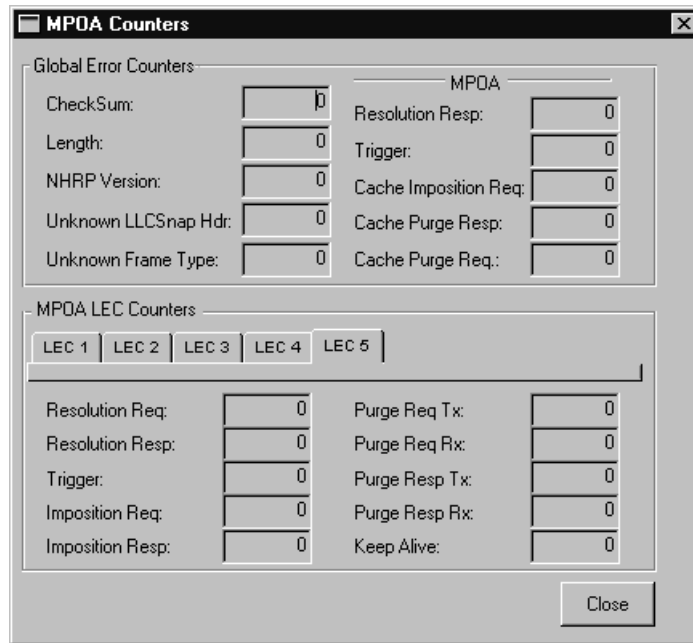 MPOA Counters
Global Error Counters
CheckSum: 0
Length: 0
NHRP Version: 0
Unknown LLCSnap Hdr: 0
Unknown Frame Type: 0
MPOA
Resolution Resp: 0
Trigger: 0
Cache Imposition Req: 0
Cache Purge Resp: 0
Cache Purge Req.: 0
MPOA LEC Counters
LEC 1 LEC 2 LEC 3 LEC 4 LEC 5
Resolution Req: 0
Resolution Resp: 0
Trigger: 0
Imposition Req: 0
Imposition Resp: 0
Purge Req Tx: 0
Purge Req Rx: 0
Purge Resp Tx: 0
Purge Resp Rx: 0
Keep Alive: 0
Close